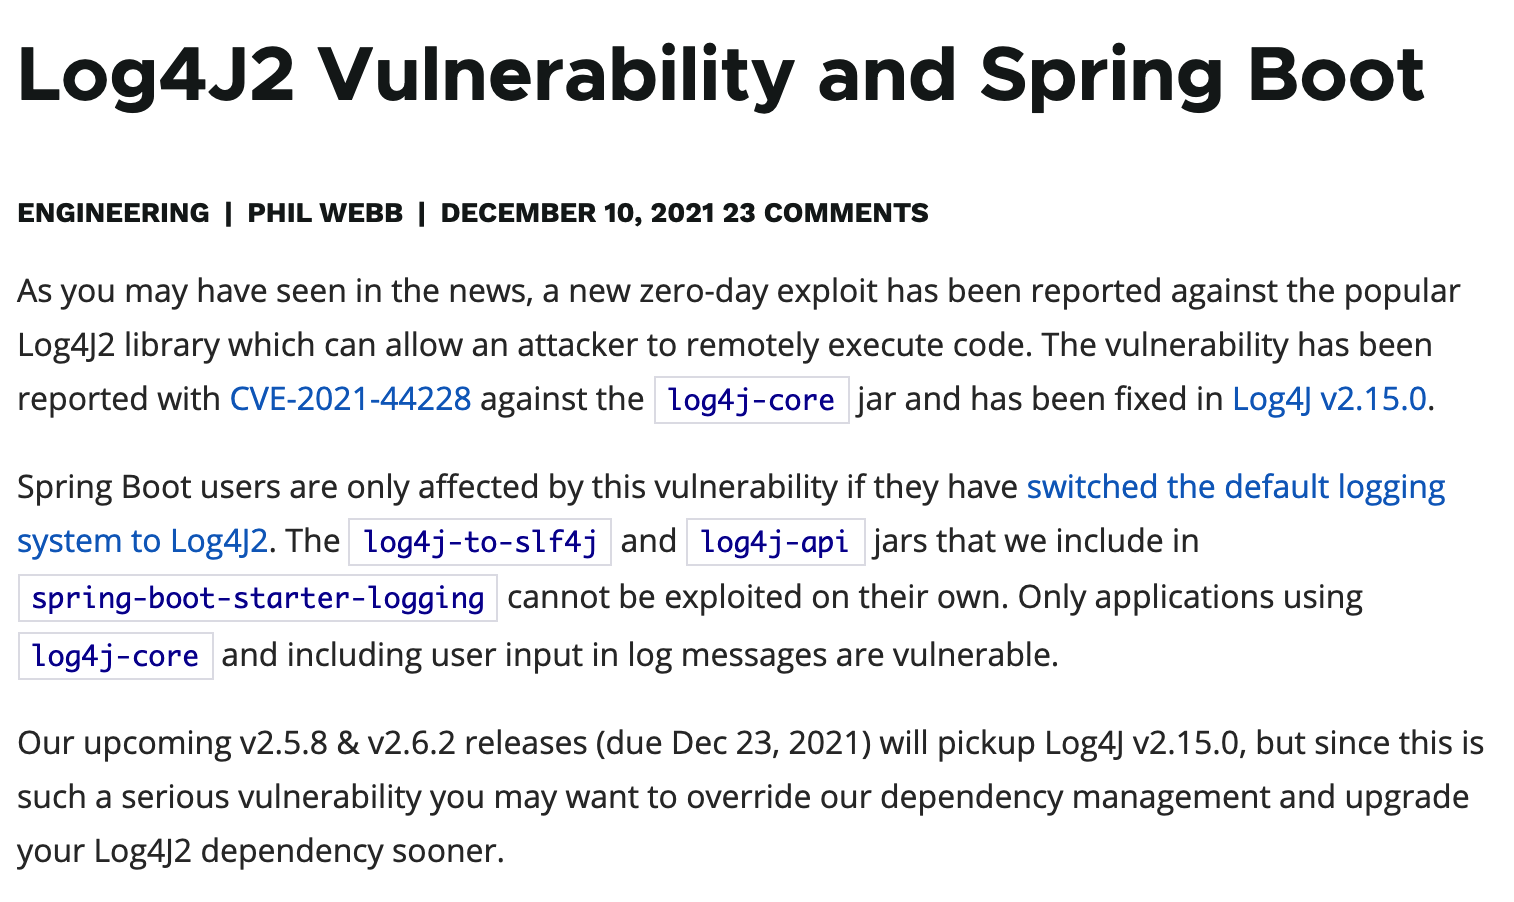 Log4J2 Vulnerability and Spring Boot
ENGINEERING | PHIL WEBB | DECEMBER 10, 2021 23 COMMENTS
As you may have seen in the news, a new zero-day exploit has been reported against the popular
Log4J2 library which can allow an attacker to remotely execute code. The vulnerability has been
reported with CVE-2021-44228 against the log4j-core jar and has been fixed in Log4J v2.15.0.
Spring Boot users are only affected by this vulnerability if they have switched the default logging
system to Log4J2. The log4j-to-slf4j and log4j-api jars that we include in
spring-boot-starter-logging cannot be exploited on their own. Only applications using
log4j-core and including user input in log messages are vulnerable.
Our upcoming v2.5.8 & v2.6.2 releases (due Dec 23, 2021) will pickup Log4J v2.15.0, but since this is
such a serious vulnerability you may want to override our dependency management and upgrade
your Log4J2 dependency sooner.